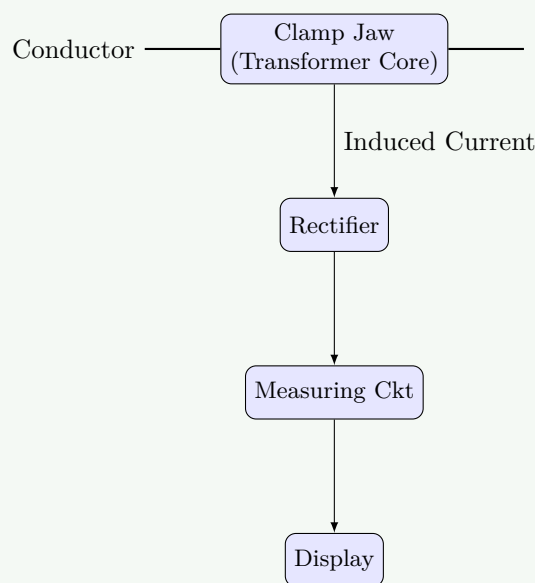 Conductor
Clamp Jaw
(Transformer Core)
Induced Current
Rectifier
Measuring Ckt
Display